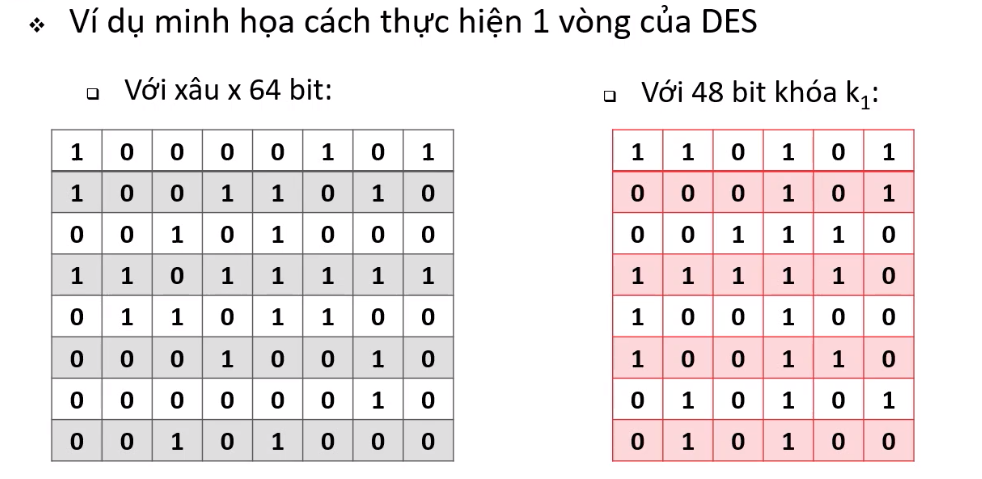 ❖ Ví dụ minh họa cách thực hiện 1 vòng của DES
❑ Với xâu x 64 bit:
1 0 0 0 0 1 0 1
1 0 0 1 1 0 1 0
0 0 1 0 1 0 0 0
1 1 0 1 1 1 1 1
0 1 1 0 1 1 0 0
0 0 0 1 0 0 1 0
0 0 0 0 0 0 1 0
0 0 1 0 1 0 0 0
❑ Với 48 bit khóa k₁:
1 1 0 1 0 1
0 0 0 1 0 1
0 0 1 1 1 0
1 1 1 1 1 0
1 0 0 1 0 0
1 0 0 1 1 0
0 1 0 1 0 1
0 1 0 1 0 0